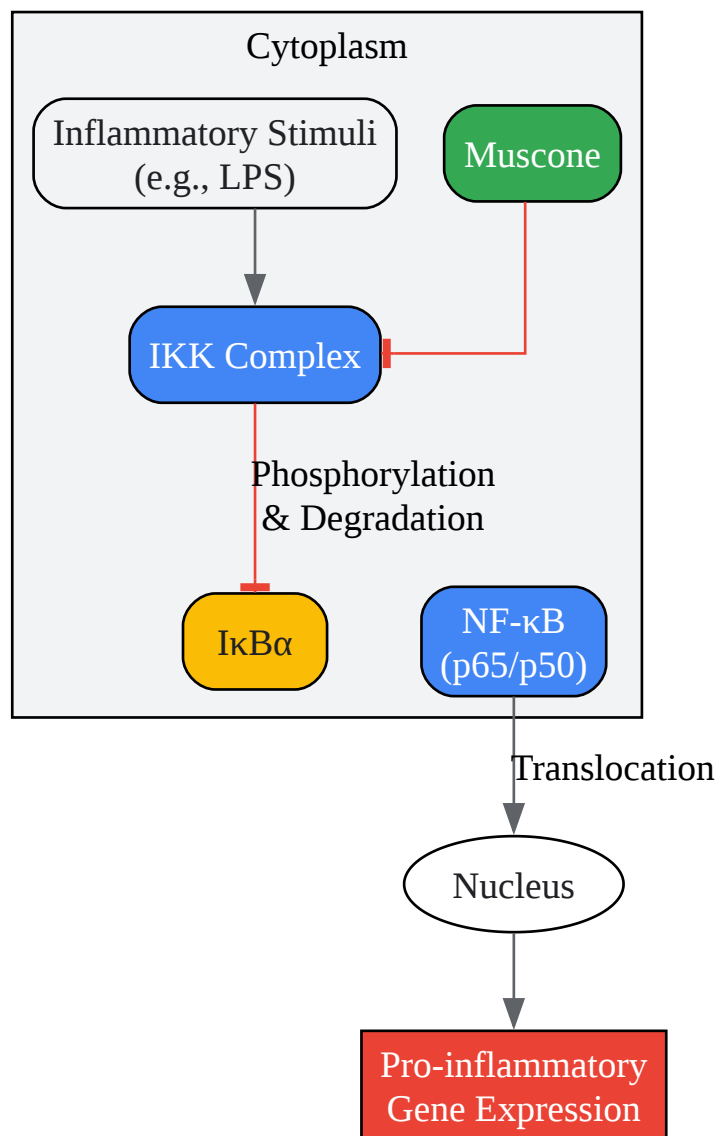 Cytoplasm
Inflammatory Stimuli
(e.g., LPS)
Muscone
IKK Complex
Phosphorylation
& Degradation
IκBα
NF-κB
(p65/p50)
Translocation
Nucleus
Pro-inflammatory
Gene Expression